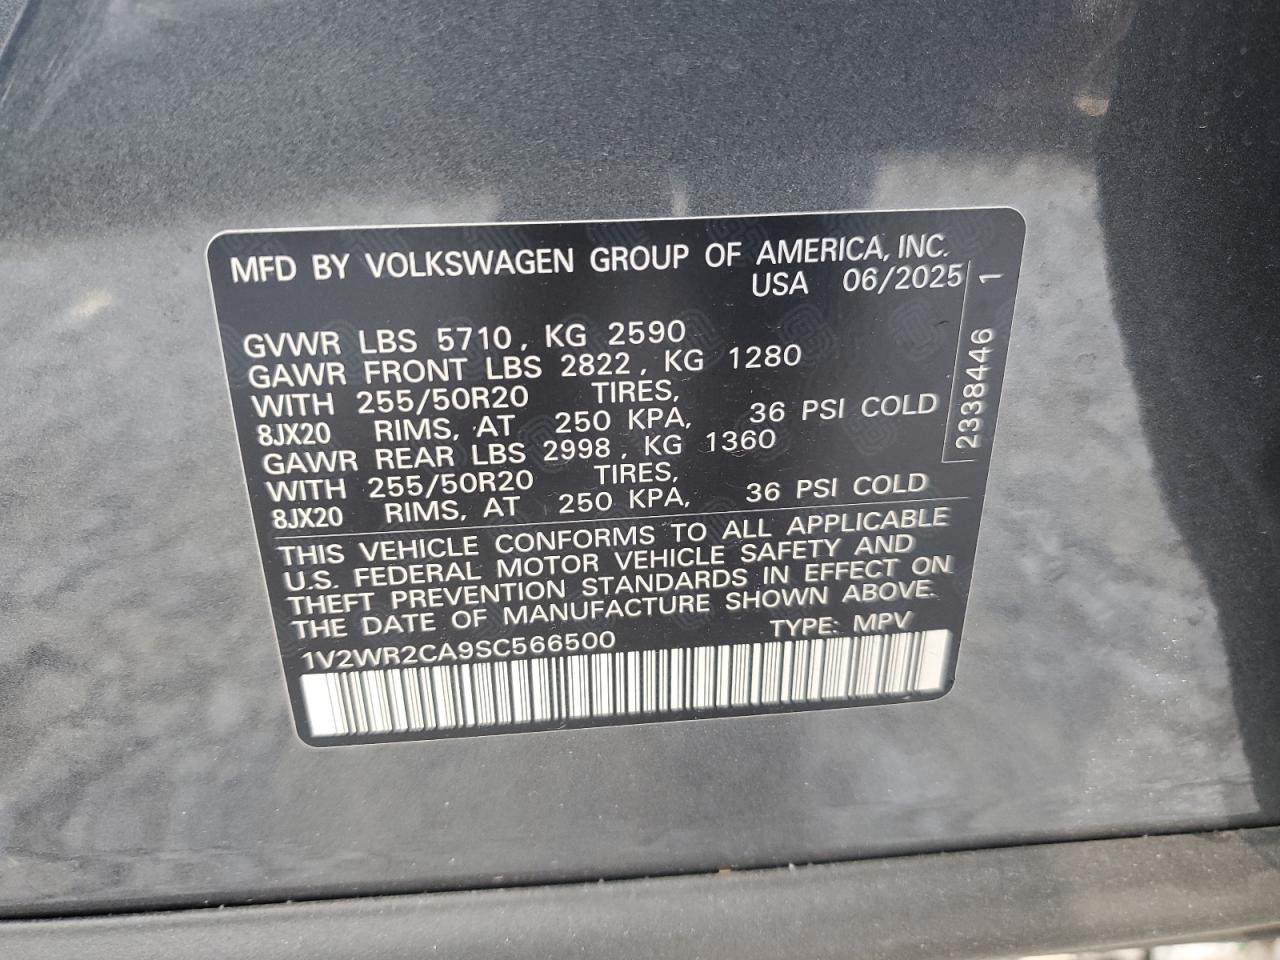 MFD BY VOLKSWAGEN GROUP OF AMERICA, INC.
USA 06/2025
GVWR LBS 5710, KG 2590
GAWR FRONT LBS 2822, KG 1280
WITH 255/50R20 TIRES,
8JX20 RIMS, AT 250 KPA, 36 PSI COLD
GAWR REAR LBS 2998, KG 1360
WITH 255/50R20 TIRES,
8JX20 RIMS, AT 250 KPA, 36 PSI COLD
2338446 1
THIS VEHICLE CONFORMS TO ALL APPLICABLE
U.S. FEDERAL MOTOR VEHICLE SAFETY AND
THEFT PREVENTION STANDARDS IN EFFECT ON
THE DATE OF MANUFACTURE SHOWN ABOVE.
1V2WR2CA9SC566500 TYPE: MPV